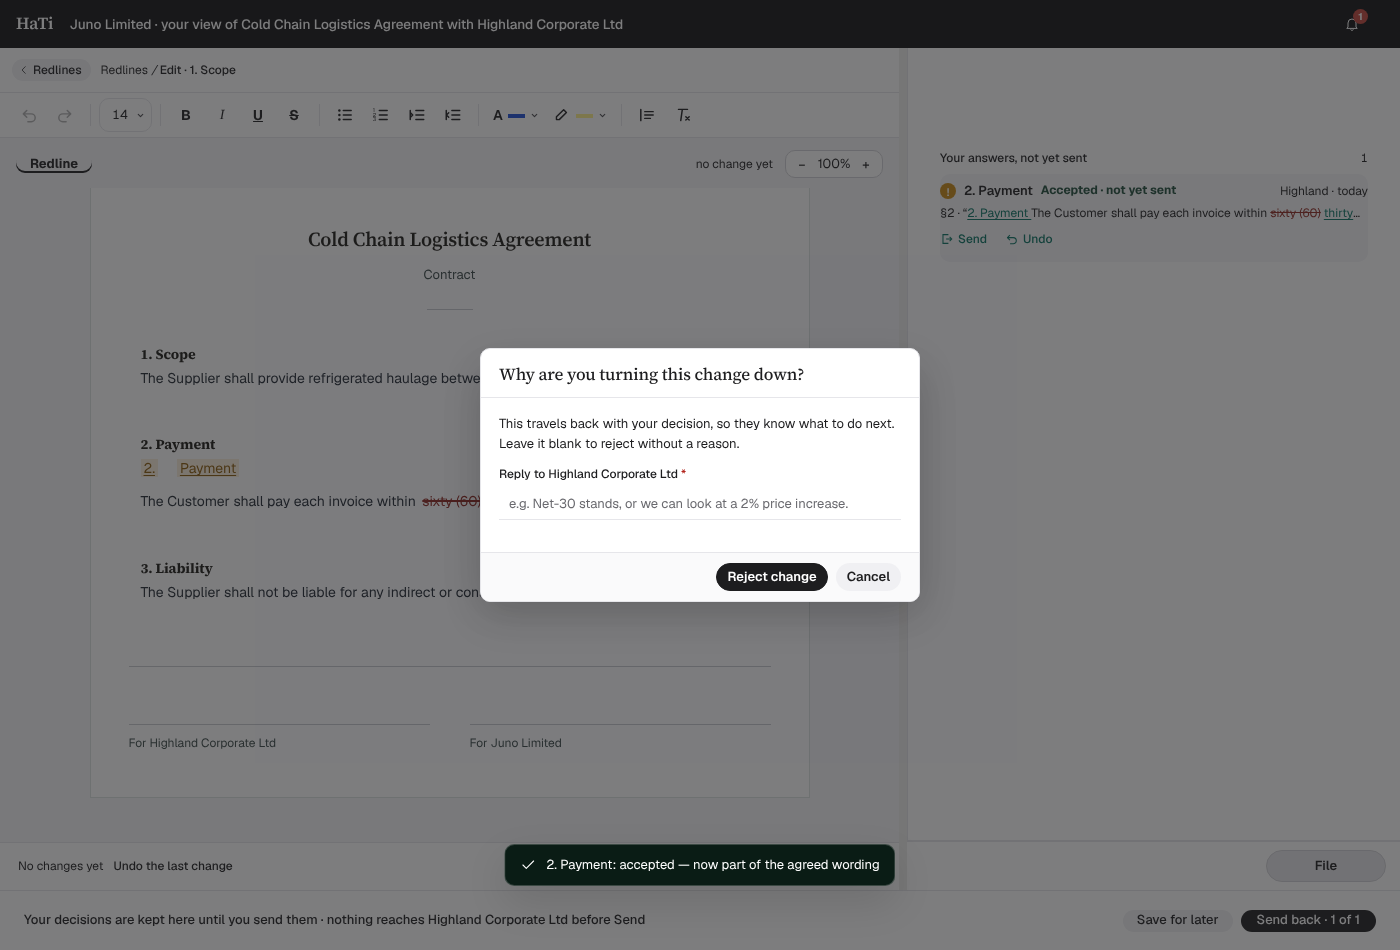 HaTi Juno Limited · your view of Cold Chain Logistics Agreement with Highland Corporate Ltd 1
Redlines Redlines / Edit · 1. Scope
14 B I U S A
Redline no change yet − 100% +
Cold Chain Logistics Agreement
Contract
1. Scope
The Supplier shall provide refrigerated haulage betwe
2. Payment
2. Payment
The Customer shall pay each invoice within sixty (60)
3. Liability
The Supplier shall not be liable for any indirect or con
For Highland Corporate Ltd For Juno Limited
No changes yet Undo the last change
Your answers, not yet sent 1
2. Payment Accepted · not yet sent Highland · today
§2 · “2. Payment The Customer shall pay each invoice within sixty (60) thirty…
Send Undo
Why are you turning this change down?
This travels back with your decision, so they know what to do next.
Leave it blank to reject without a reason.
Reply to Highland Corporate Ltd *
e.g. Net-30 stands, or we can look at a 2% price increase.
Reject change Cancel
2. Payment: accepted — now part of the agreed wording
File
Your decisions are kept here until you send them · nothing reaches Highland Corporate Ltd before Send
Save for later Send back · 1 of 1